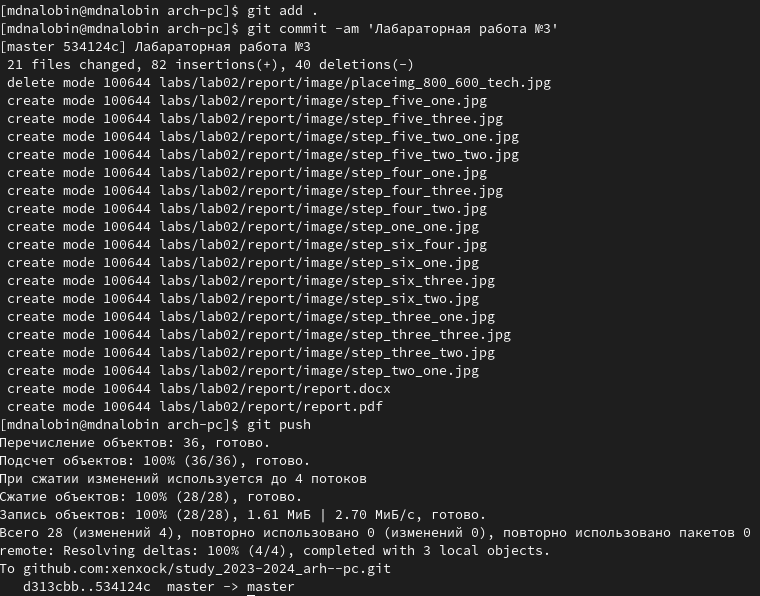 [mdnalobin@mdnalobin arch-pc]$ git add .
[mdnalobin@mdnalobin arch-pc]$ git commit -am 'Лабараторная работа №3'
[master 534124c] Лабараторная работа №3
 21 files changed, 82 insertions(+), 40 deletions(-)
 delete mode 100644 labs/lab02/report/image/placeimg_800_600_tech.jpg
 create mode 100644 labs/lab02/report/image/step_five_one.jpg
 create mode 100644 labs/lab02/report/image/step_five_three.jpg
 create mode 100644 labs/lab02/report/image/step_five_two_one.jpg
 create mode 100644 labs/lab02/report/image/step_five_two_two.jpg
 create mode 100644 labs/lab02/report/image/step_four_one.jpg
 create mode 100644 labs/lab02/report/image/step_four_three.jpg
 create mode 100644 labs/lab02/report/image/step_four_two.jpg
 create mode 100644 labs/lab02/report/image/step_one_one.jpg
 create mode 100644 labs/lab02/report/image/step_six_four.jpg
 create mode 100644 labs/lab02/report/image/step_six_one.jpg
 create mode 100644 labs/lab02/report/image/step_six_three.jpg
 create mode 100644 labs/lab02/report/image/step_six_two.jpg
 create mode 100644 labs/lab02/report/image/step_three_one.jpg
 create mode 100644 labs/lab02/report/image/step_three_three.jpg
 create mode 100644 labs/lab02/report/image/step_three_two.jpg
 create mode 100644 labs/lab02/report/image/step_two_one.jpg
 create mode 100644 labs/lab02/report/report.docx
 create mode 100644 labs/lab02/report/report.pdf
[mdnalobin@mdnalobin arch-pc]$ git push
Перечисление объектов: 36, готово.
Подсчет объектов: 100% (36/36), готово.
При сжатии изменений используется до 4 потоков
Сжатие объектов: 100% (28/28), готово.
Запись объектов: 100% (28/28), 1.61 МиБ | 2.70 МиБ/с, готово.
Всего 28 (изменений 4), повторно использовано 0 (изменений 0), повторно использовано пакетов 0
remote: Resolving deltas: 100% (4/4), completed with 3 local objects.
To github.com:xenxock/study_2023-2024_arh--pc.git
   d313cbb..534124c  master -> master